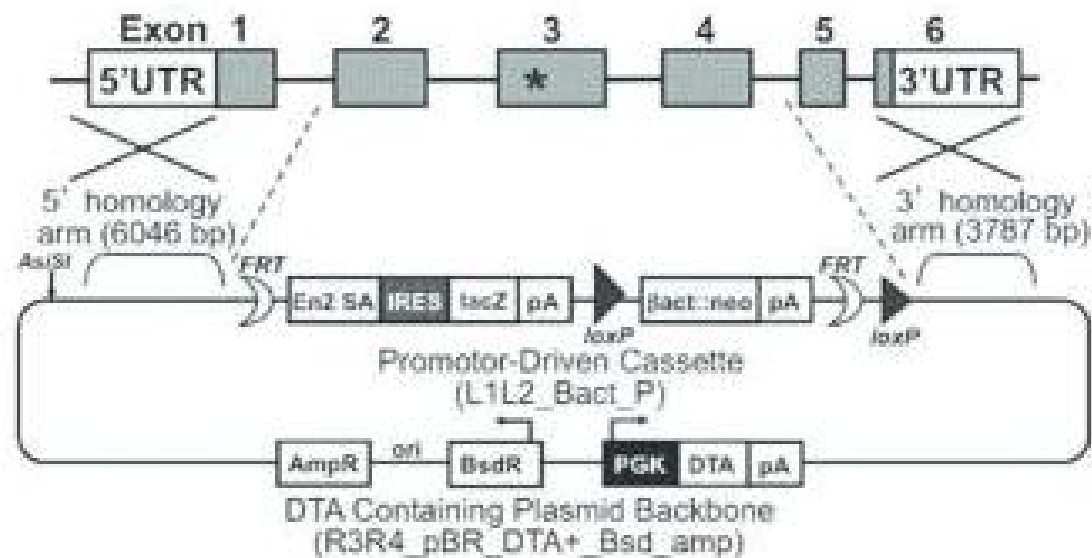 Exon 1 2 3 4 5 6
5'UTR * 3'UTR
5' homology
arm (6046 bp)
3' homology
arm (3787 bp)
AsiSI FRT FRT
En2 SA IRES lacZ pA βact::neo pA
loxP loxP
Promotor-Driven Cassette
(L1L2_Bact_P)
AmpR ori BsdR PGK DTA pA
DTA Containing Plasmid Backbone
(R3R4_pBR_DTA+_Bsd_amp)